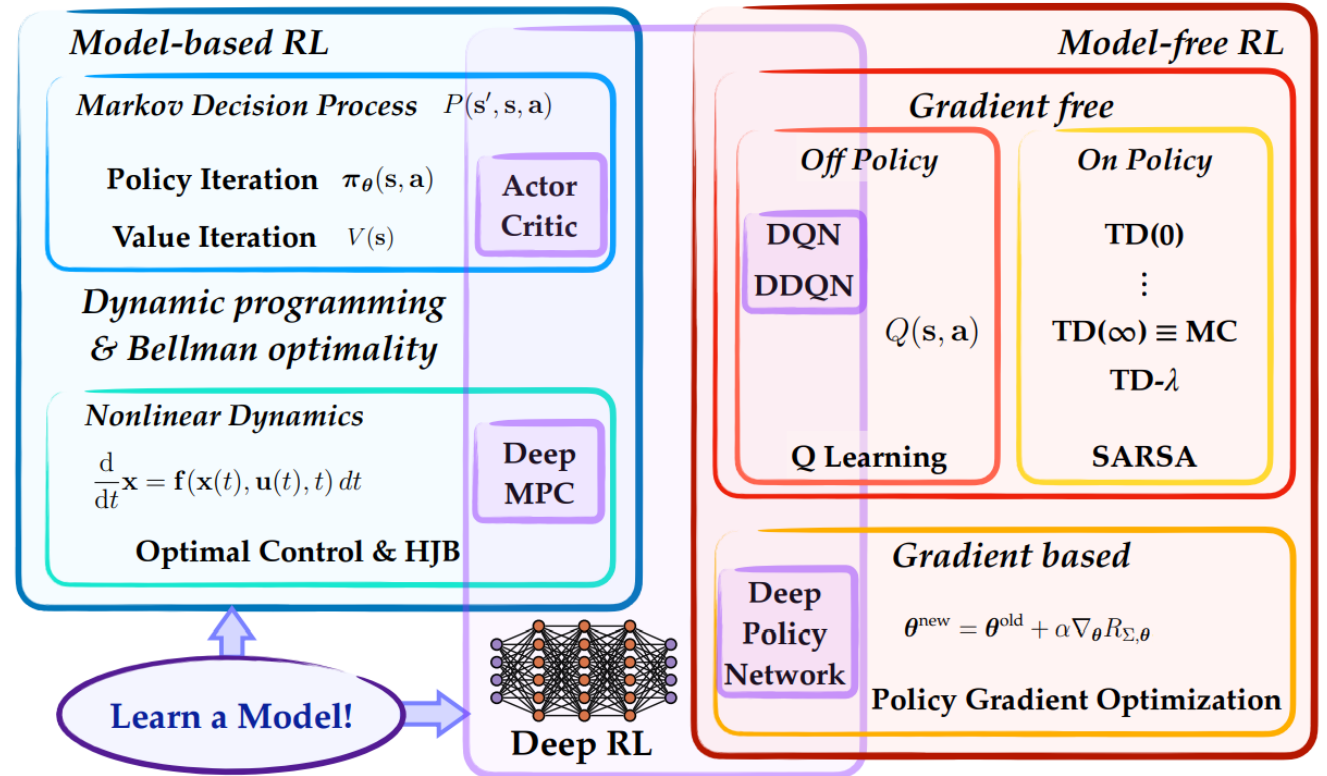 Model-based RL
Markov Decision Process P(s′, s, a)
Policy Iteration π_θ(s, a)
Value Iteration V(s)
Actor
Critic
Dynamic programming
& Bellman optimality
Nonlinear Dynamics
d/dt x = f(x(t), u(t), t) dt
Optimal Control & HJB
Deep
MPC
Learn a Model!
Deep RL
Model-free RL
Gradient free
Off Policy
DQN
DDQN
Q(s, a)
Q Learning
On Policy
TD(0)
⋮
TD(∞) ≡ MC
TD-λ
SARSA
Gradient based
Deep
Policy
Network
θ^new = θ^old + α∇_θ R_Σ,θ
Policy Gradient Optimization